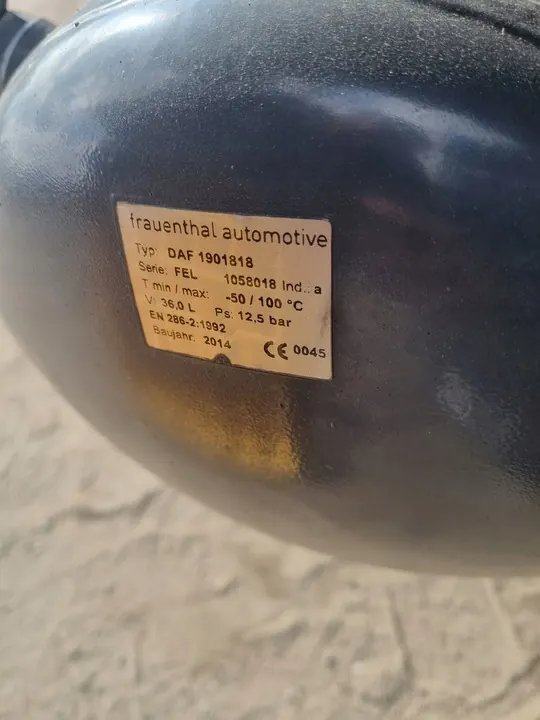 frauenthal automotive
Typ: DAF 1901818
Serie: FEL 1058018 Ind.: a
T min / max: -50 / 100 °C
V: 36,0 L Ps: 12,5 bar
EN 286-2:1992
Baujahr: 2014 CE 0045